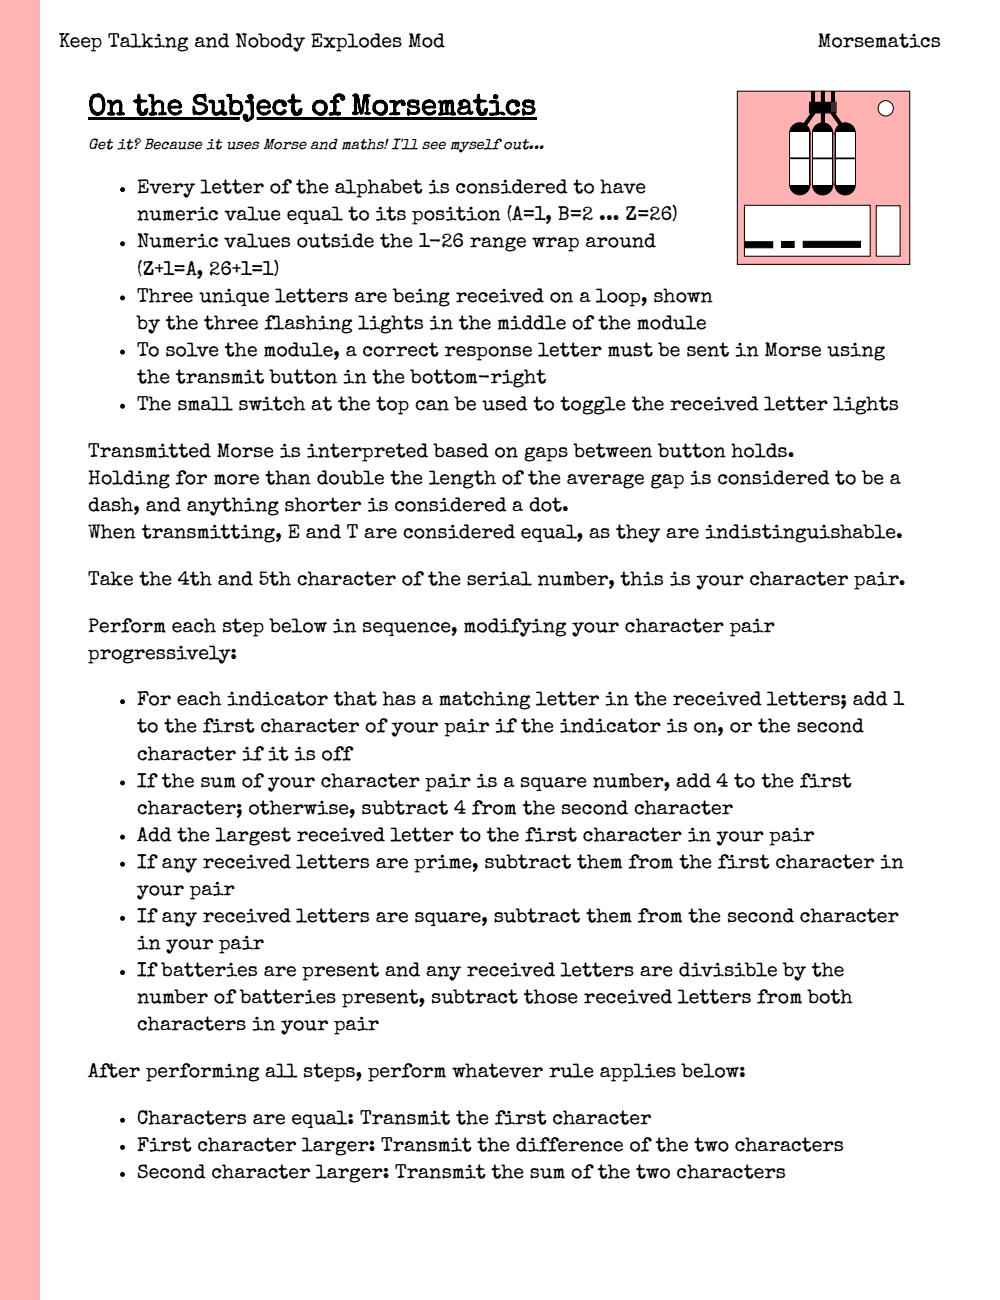 Keep Talking and Nobody Explodes Mod
Morsematics
On the Subject of Morsematics
Get it? Because it uses Morse and maths! I'll see myself out...
• Every letter of the alphabet is considered to have
numeric value equal to its position (A=1, B=2 ... Z=26)
• Numeric values outside the 1-26 range wrap around
(Z+1=A, 26+1=1)
• Three unique letters are being received on a loop, shown
by the three flashing lights in the middle of the module
• To solve the module, a correct response letter must be sent in Morse using
the transmit button in the bottom-right
• The small switch at the top can be used to toggle the received letter lights
Transmitted Morse is interpreted based on gaps between button holds.
Holding for more than double the length of the average gap is considered to be a
dash, and anything shorter is considered a dot.
When transmitting, E and T are considered equal, as they are indistinguishable.
Take the 4th and 5th character of the serial number, this is your character pair.
Perform each step below in sequence, modifying your character pair
progressively:
• For each indicator that has a matching letter in the received letters; add 1
to the first character of your pair if the indicator is on, or the second
character if it is off
• If the sum of your character pair is a square number, add 4 to the first
character; otherwise, subtract 4 from the second character
• Add the largest received letter to the first character in your pair
• If any received letters are prime, subtract them from the first character in
your pair
• If any received letters are square, subtract them from the second character
in your pair
• If batteries are present and any received letters are divisible by the
number of batteries present, subtract those received letters from both
characters in your pair
After performing all steps, perform whatever rule applies below:
• Characters are equal: Transmit the first character
• First character larger: Transmit the difference of the two characters
• Second character larger: Transmit the sum of the two characters